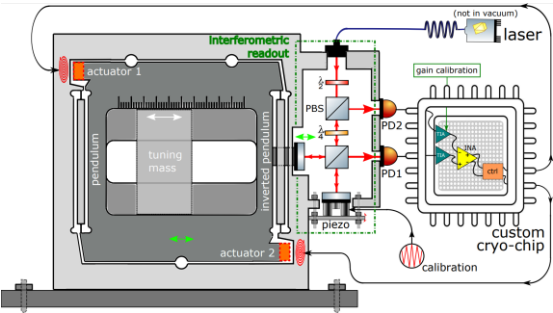 (not in vacuum)
laser
Interferometric
readout
actuator 1
λ
2
gain calibration
PBS
PD2
λ
4
TIA
INA
TIA
ctrl
PD1
pendulum
tuning
mass
inverted pendulum
piezo
custom
cryo-chip
actuator 2
calibration